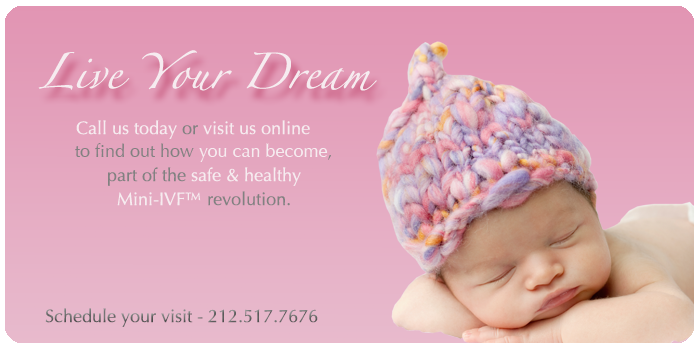 Live Your Dream
Call us today or visit us online
to find out how you can become,
part of the safe & healthy
Mini-IVF™ revolution.
Schedule your visit - 212.517.7676